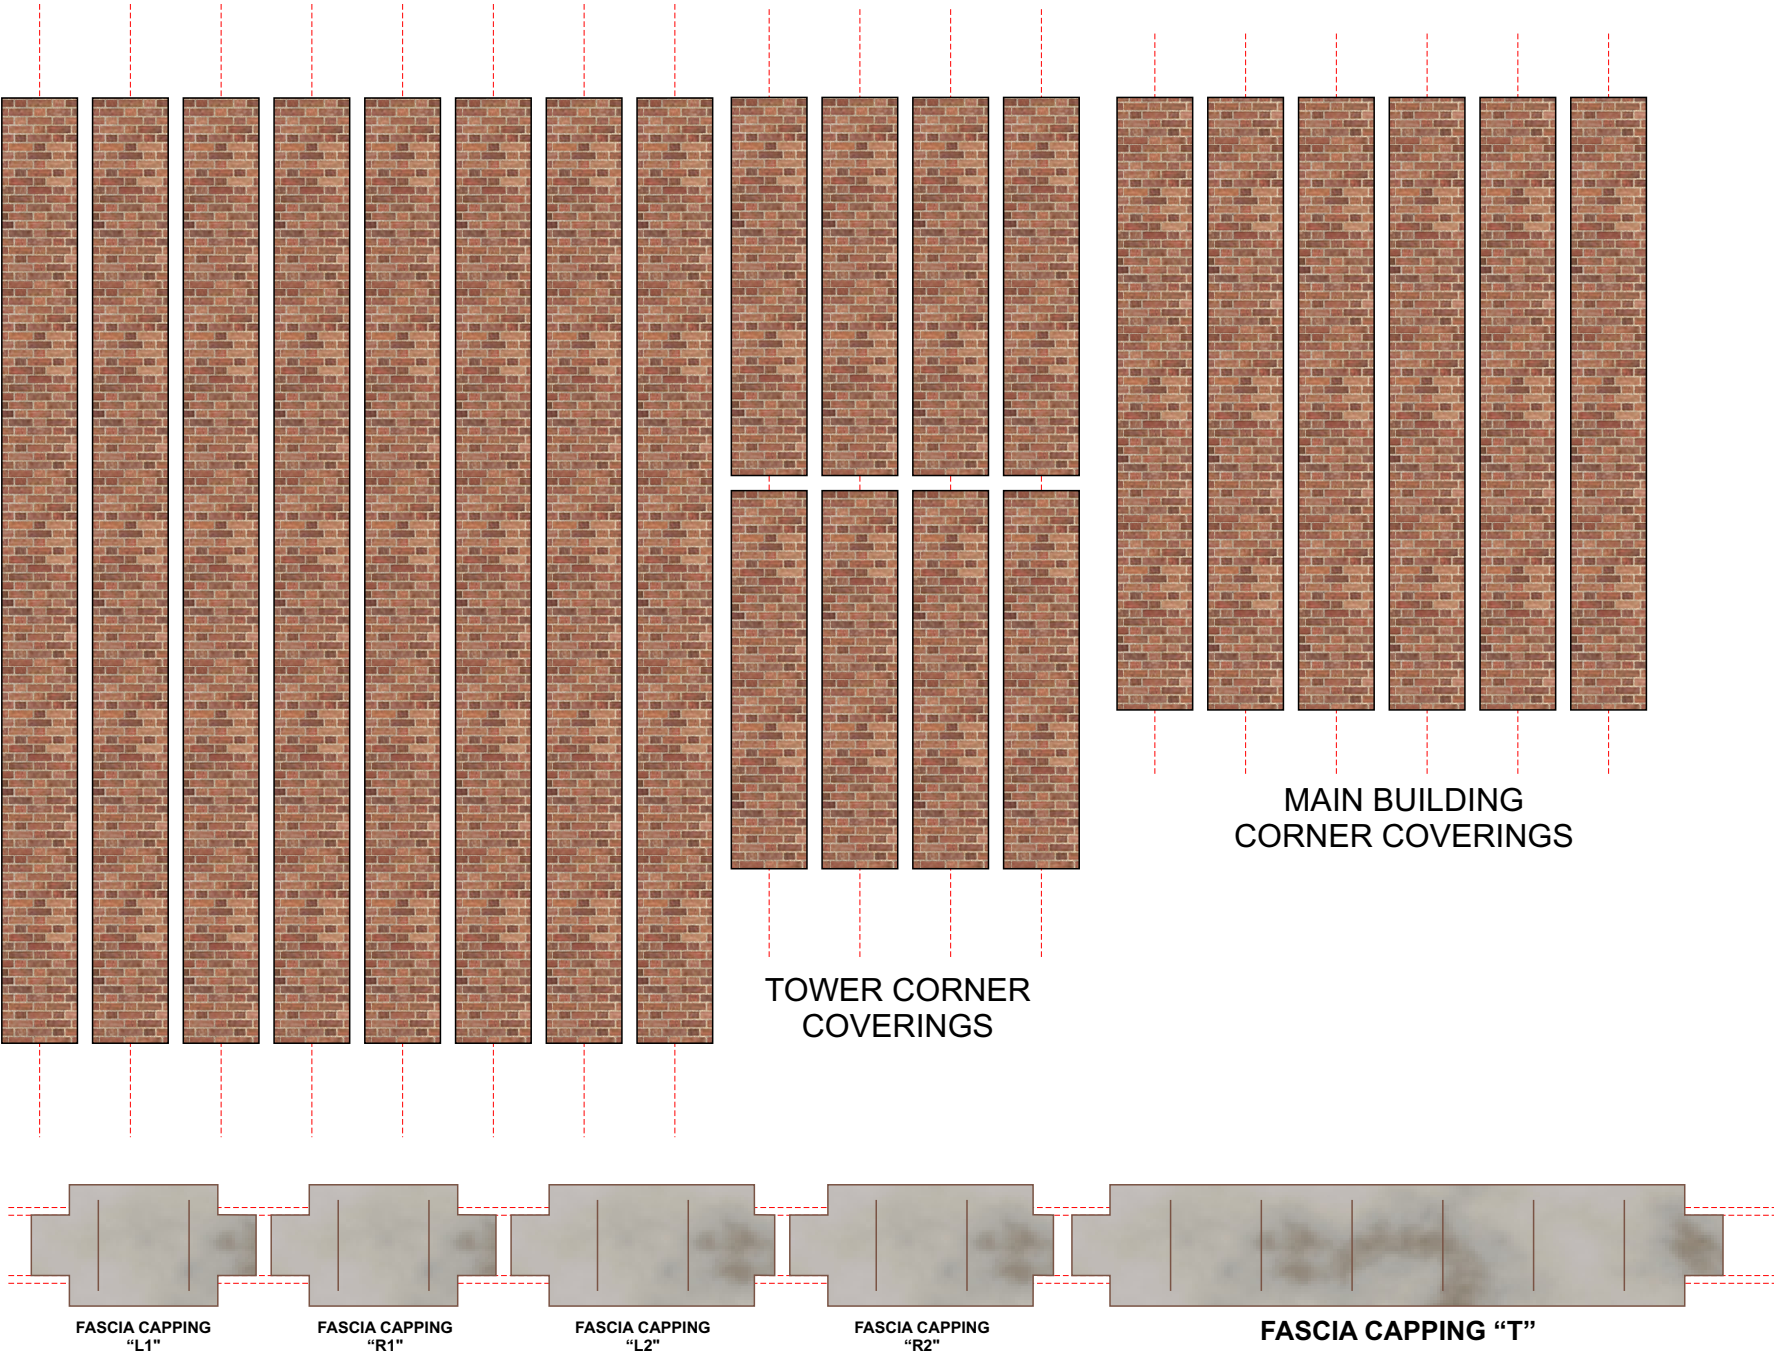 MAIN BUILDING
CORNER COVERINGS
TOWER CORNER
COVERINGS
FASCIA CAPPING
“L1"
FASCIA CAPPING
“R1"
FASCIA CAPPING
“L2"
FASCIA CAPPING
“R2"
FASCIA CAPPING “T”